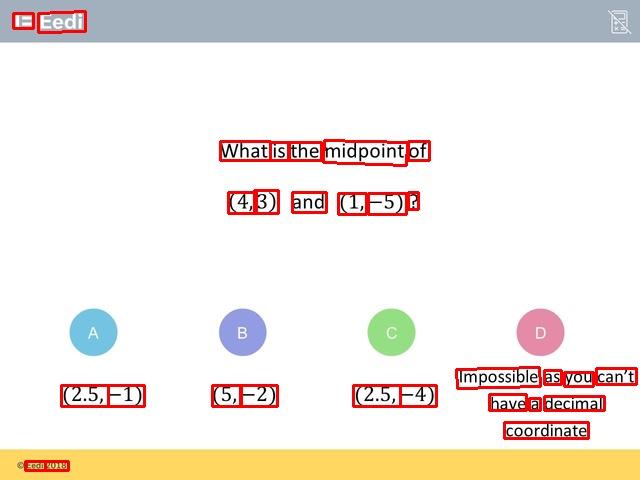 Eedi
What is the midpoint of
(4, 3) and (1, −5) ?
A
B
C
D
(2.5, −1)
(5, −2)
(2.5, −4)
Impossible as you can't
have a decimal
coordinate
© Eedi 2018